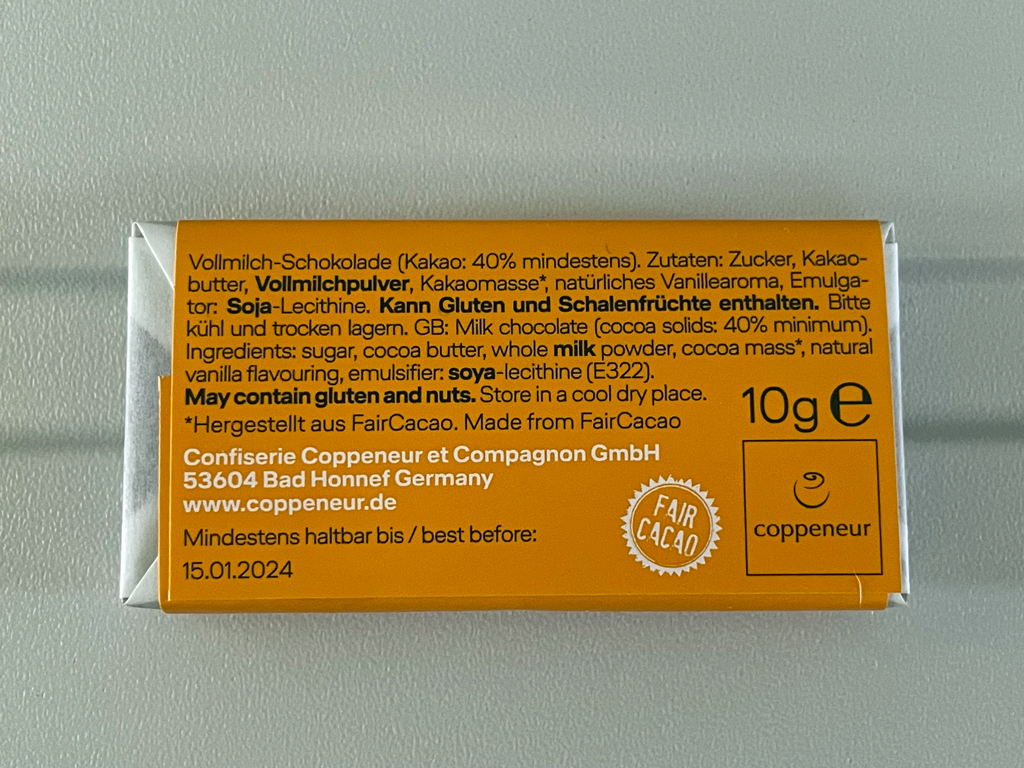 Vollmilch-Schokolade (Kakao: 40% mindestens). Zutaten: Zucker, Kakao-
butter, Vollmilchpulver, Kakaomasse*, natürliches Vanillearoma, Emulga-
tor: Soja-Lecithine. Kann Gluten und Schalenfrüchte enthalten. Bitte
kühl und trocken lagern. GB: Milk chocolate (cocoa solids: 40% minimum).
Ingredients: sugar, cocoa butter, whole milk powder, cocoa mass*, natural
vanilla flavouring, emulsifier: soya-lecithine (E322).
May contain gluten and nuts. Store in a cool dry place.
*Hergestellt aus FairCacao. Made from FairCacao
10g e
Confiserie Coppeneur et Compagnon GmbH
53604 Bad Honnef Germany
www.coppeneur.de
Mindestens haltbar bis / best before:
15.01.2024
FAIR
CACAO
coppeneur